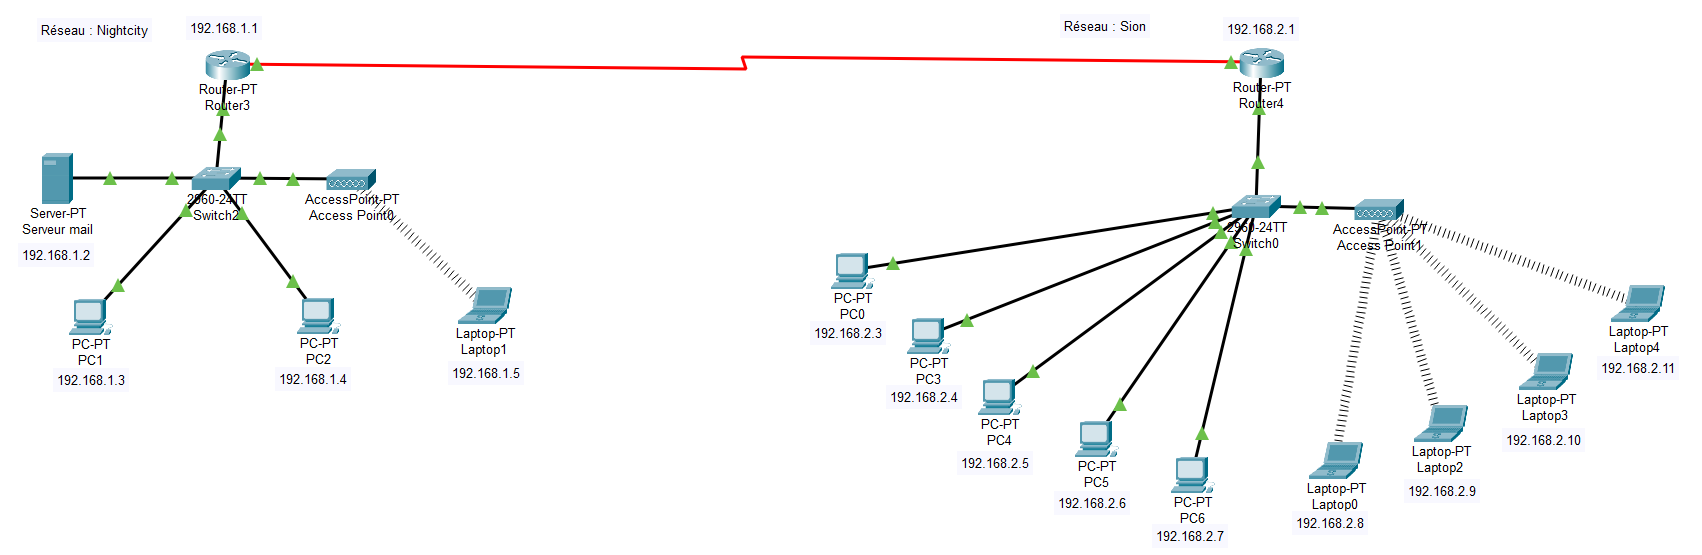 Réseau : Nightcity
192.168.1.1
Router-PT
Router3
Server-PT
Serveur mail
192.168.1.2
2960-24TT
Switch2
AccessPoint-PT
Access Point0
PC-PT
PC1
192.168.1.3
PC-PT
PC2
192.168.1.4
Laptop-PT
Laptop1
192.168.1.5
Réseau : Sion
192.168.2.1
Router-PT
Router4
2960-24TT
Switch0
AccessPoint-PT
Access Point1
PC-PT
PC0
192.168.2.3
PC-PT
PC3
192.168.2.4
PC-PT
PC4
192.168.2.5
PC-PT
PC5
192.168.2.6
PC-PT
PC6
192.168.2.7
Laptop-PT
Laptop0
192.168.2.8
Laptop-PT
Laptop2
192.168.2.9
Laptop-PT
Laptop3
192.168.2.10
Laptop-PT
Laptop4
192.168.2.11